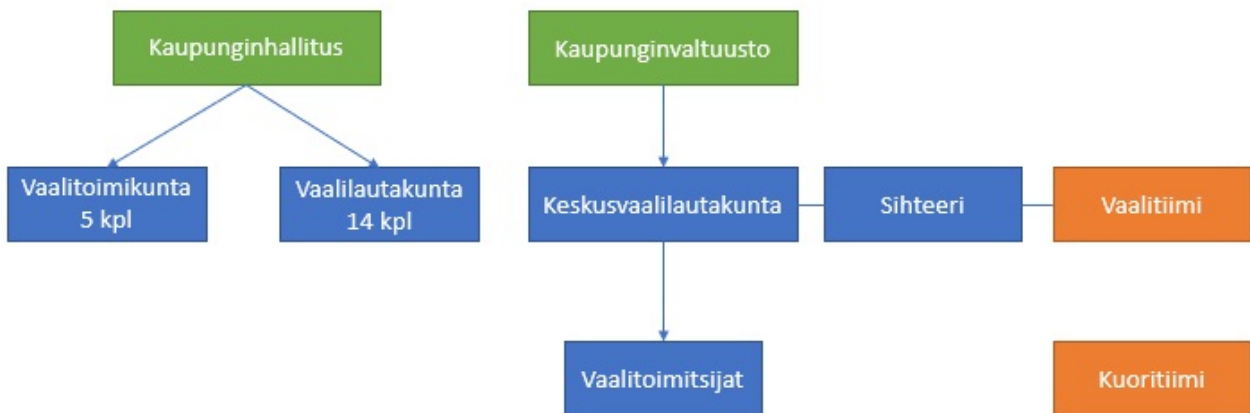 Kaupunginhallitus
Kaupunginvaltuusto
Vaalitoimikunta
5 kpl
Vaalilautakunta
14 kpl
Keskusvaalilautakunta
Sihteeri
Vaalitiimi
Vaalitoimitsijat
Kuoritiimi